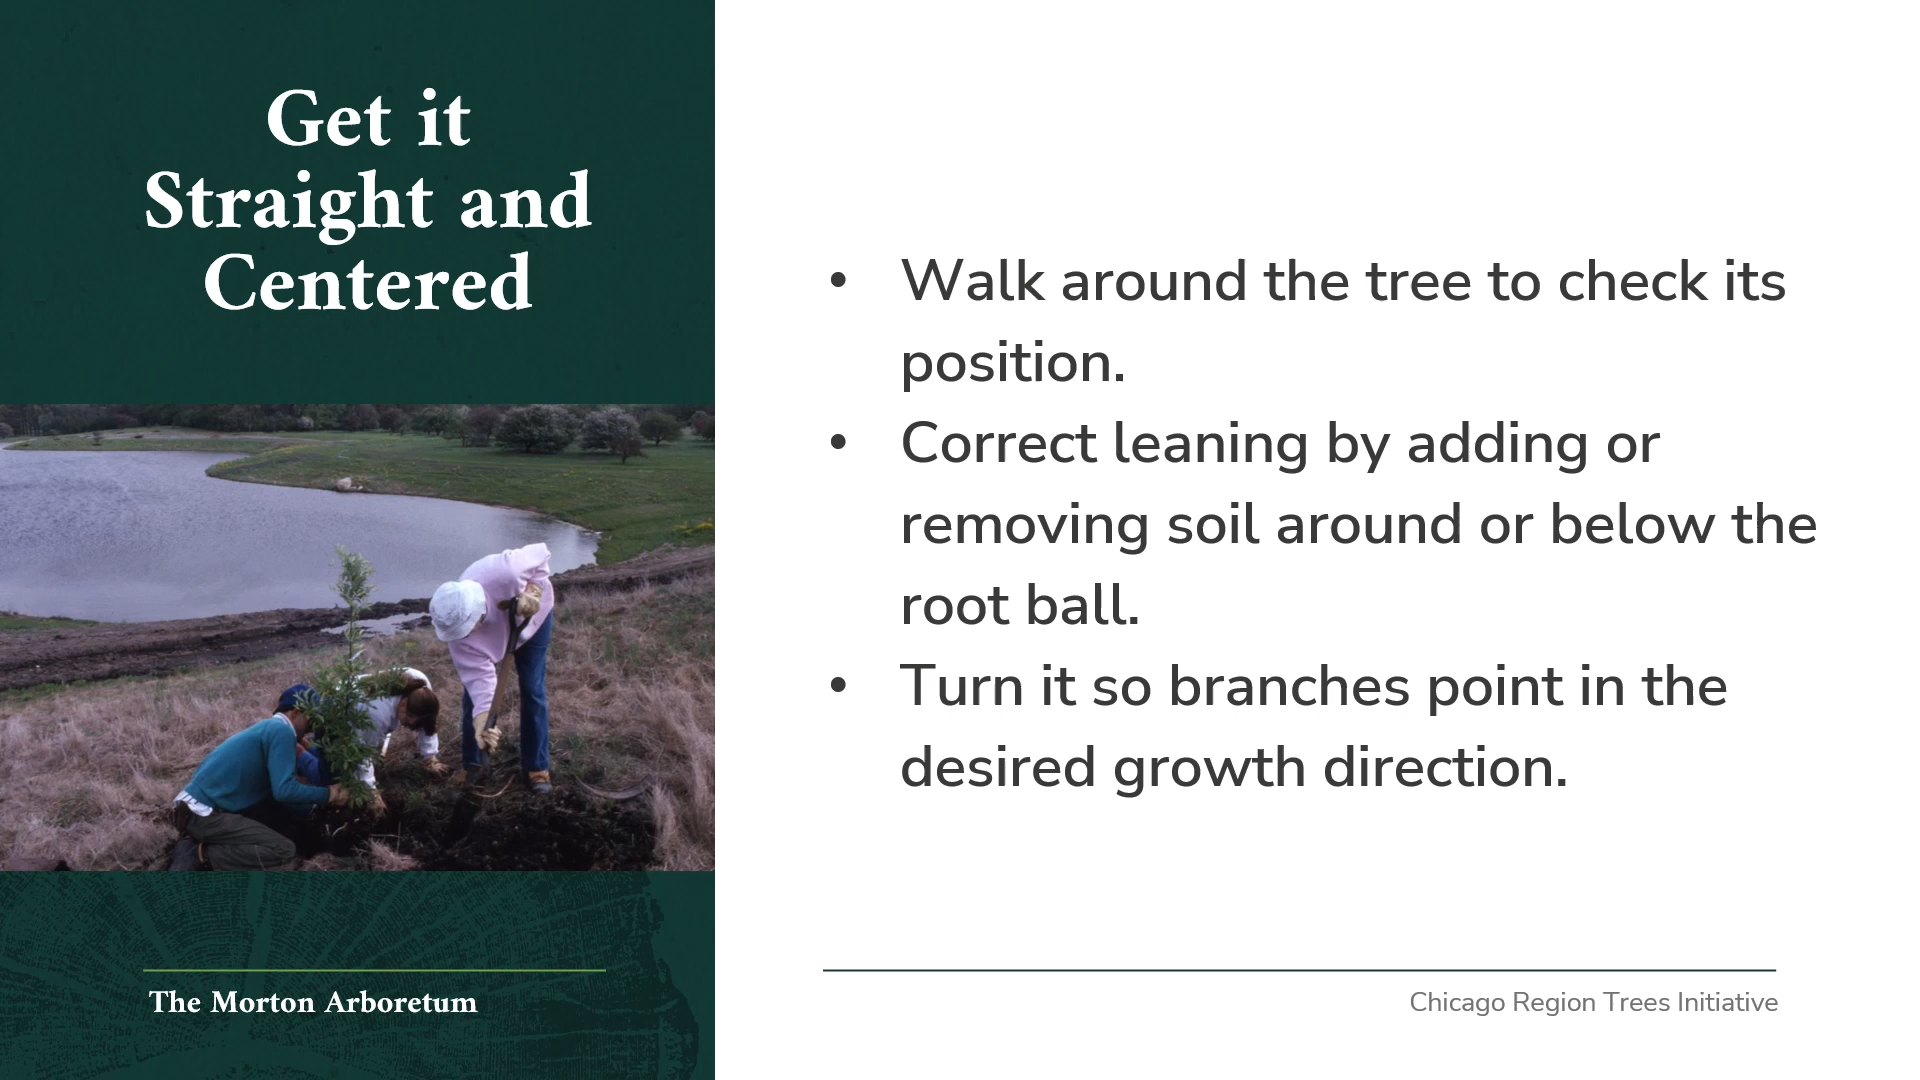 Get it
Straight and
Centered
• Walk around the tree to check its
position.
• Correct leaning by adding or
removing soil around or below the
root ball.
• Turn it so branches point in the
desired growth direction.
The Morton Arboretum
Chicago Region Trees Initiative